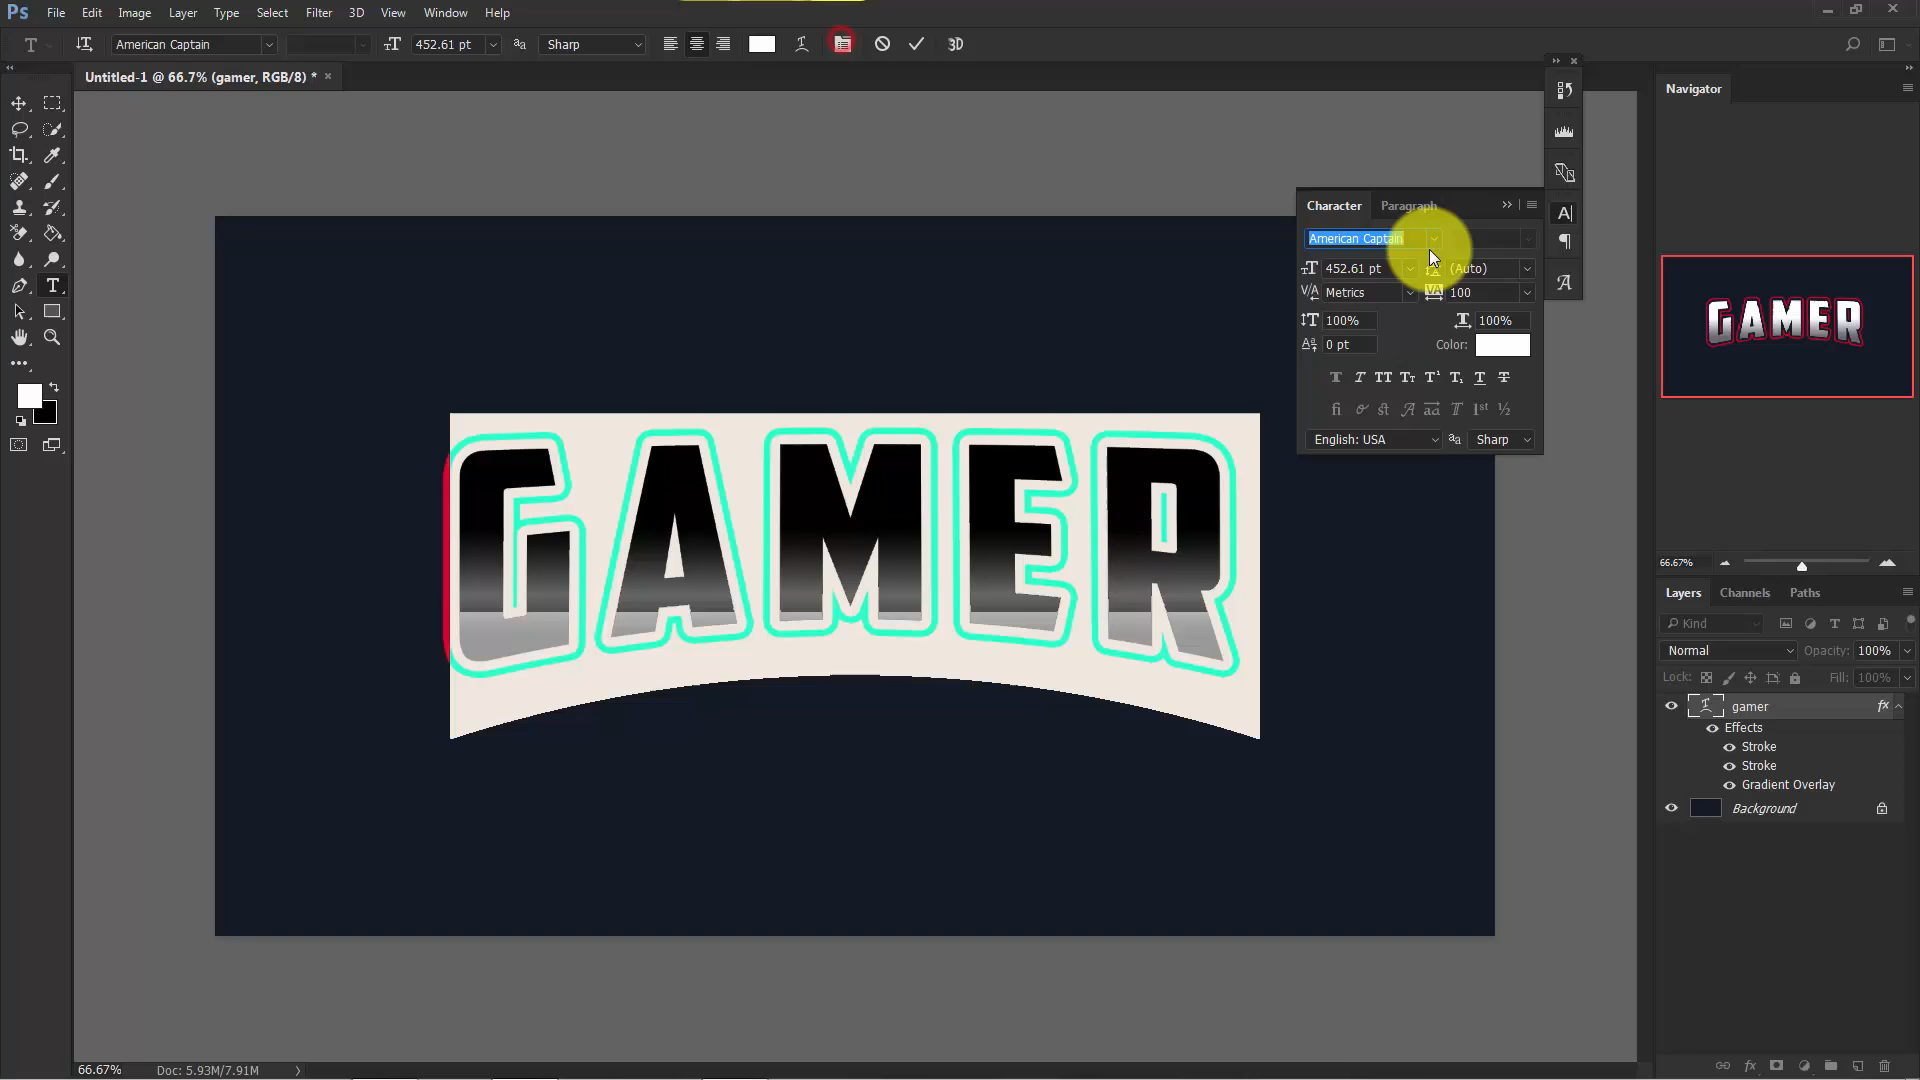 Ps File Edit Image Layer Type Select Filter 3D View Window Help
American Captain 452.61 pt Sharp 3D
Untitled-1 @ 66.7% (gamer, RGB/8) *
GAMER
Character Paragraph
American Captain
452.61 pt (Auto)
Metrics 100
100% 100%
0 pt Color:
English: USA Sharp
Navigator
GAMER
66.67%
Layers Channels Paths
Kind
Normal Opacity: 100%
Lock: Fill: 100%
gamer fx
Effects
Stroke
Stroke
Gradient Overlay
Background
66.67% Doc: 5.93M/7.91M